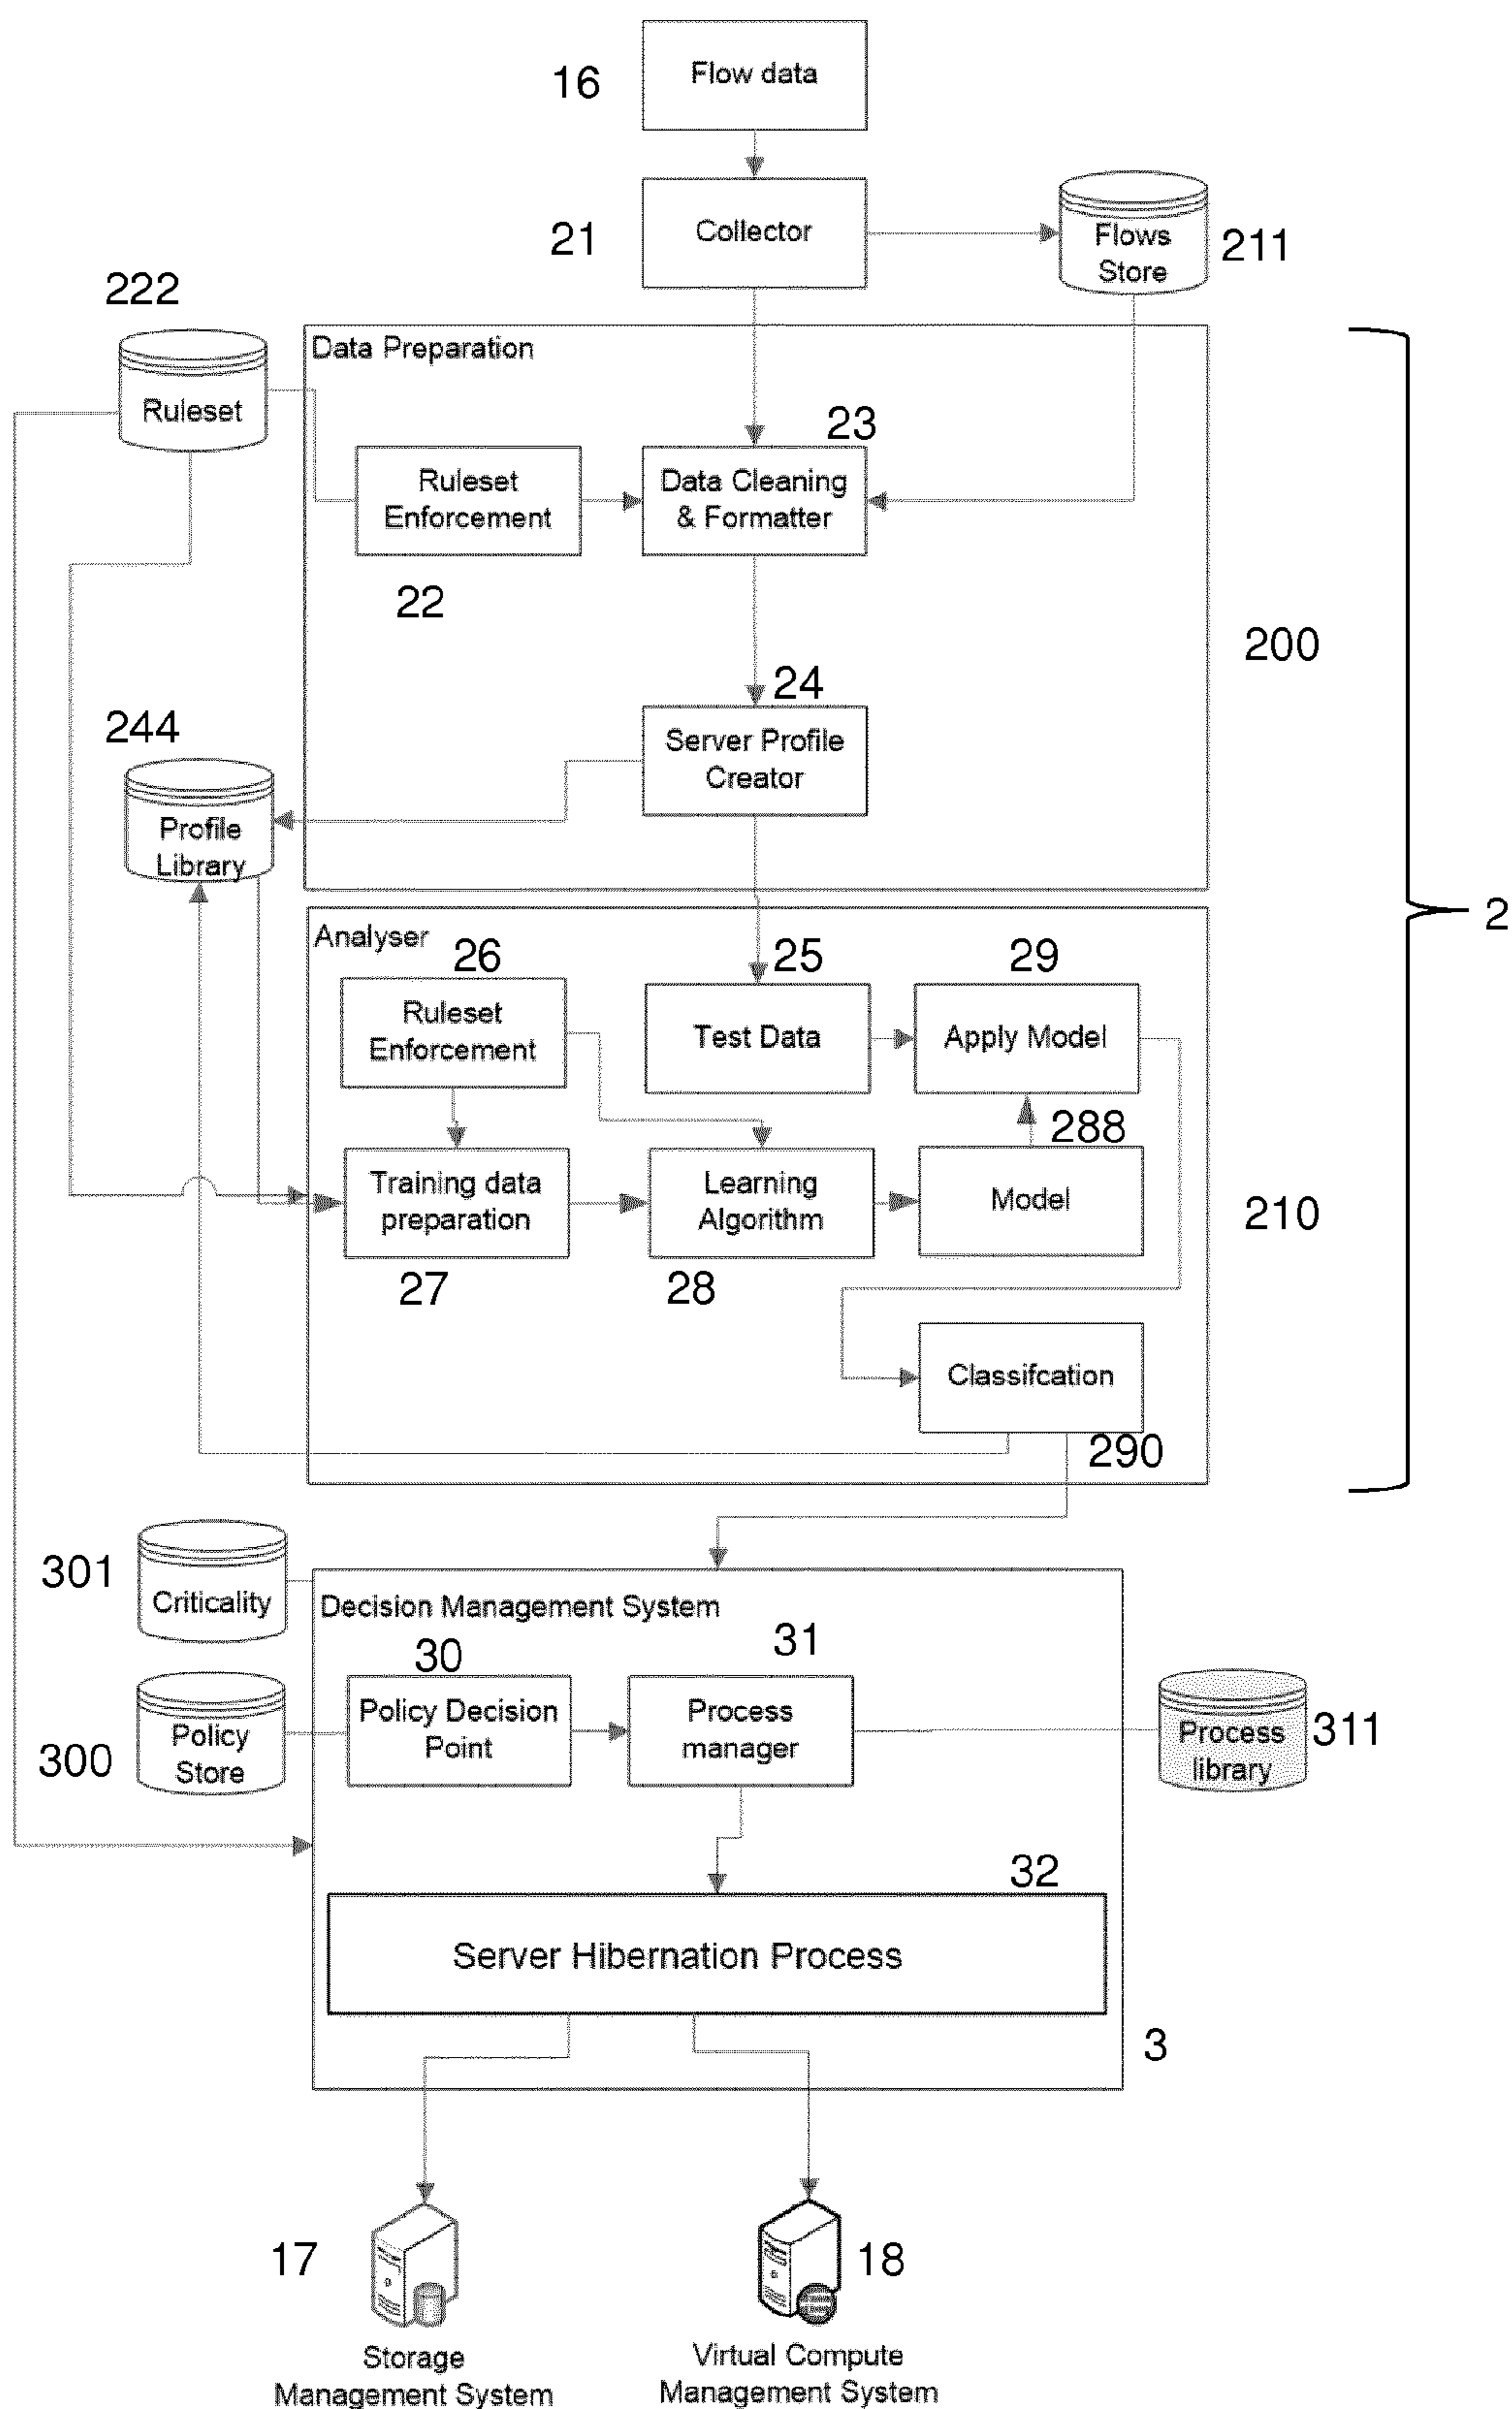 Flow data
16
Collector
21
Flows
Store
211
222
Ruleset
Data Preparation
23
Ruleset
Enforcement
Data Cleaning
& Formatter
22
200
24
244
Server Profile
Creator
Profile
Library
2
Analyser
26
25
29
Ruleset
Enforcement
Test Data
Apply Model
288
Training data
preparation
Learning
Algorithm
Model
210
27
28
Classifcation
290
301
Criticality
Decision Management System
30
31
Policy
Store
300
Policy Decision
Point
Process
manager
Process
library
311
32
Server Hibernation Process
3
17
18
Storage
Management System
Virtual Compute
Management System